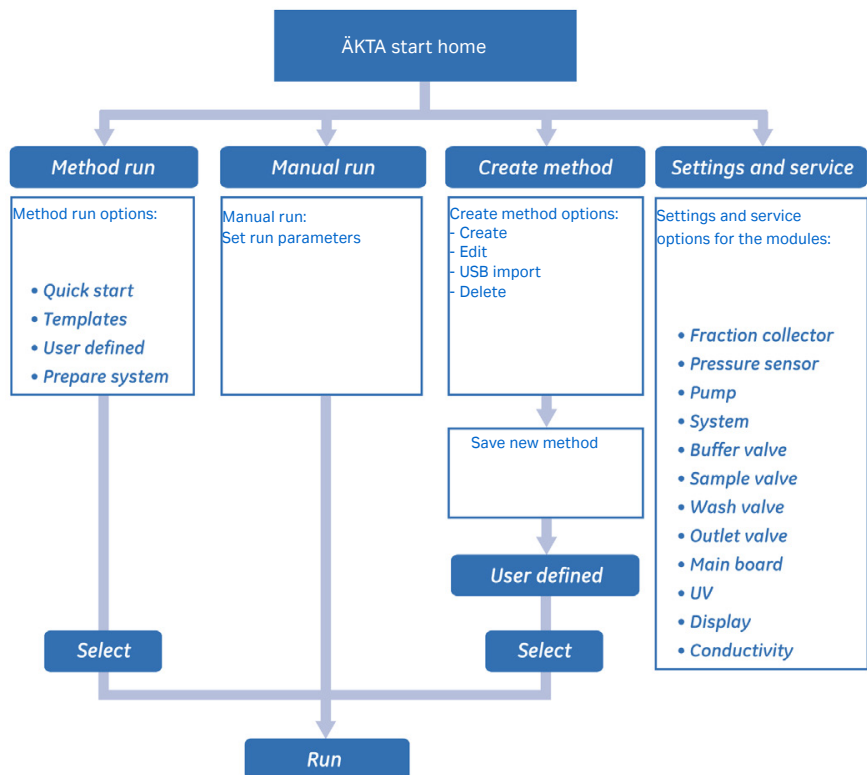 ÄKTA start home
Method run
Manual run
Create method
Settings and service
Method run options:
• Quick start
• Templates
• User defined
• Prepare system
Manual run:
Set run parameters
Create method options:
- Create
- Edit
- USB import
- Delete
Save new method
User defined
Settings and service
options for the modules:
• Fraction collector
• Pressure sensor
• Pump
• System
• Buffer valve
• Sample valve
• Wash valve
• Outlet valve
• Main board
• UV
• Display
• Conductivity
Select
Select
Run